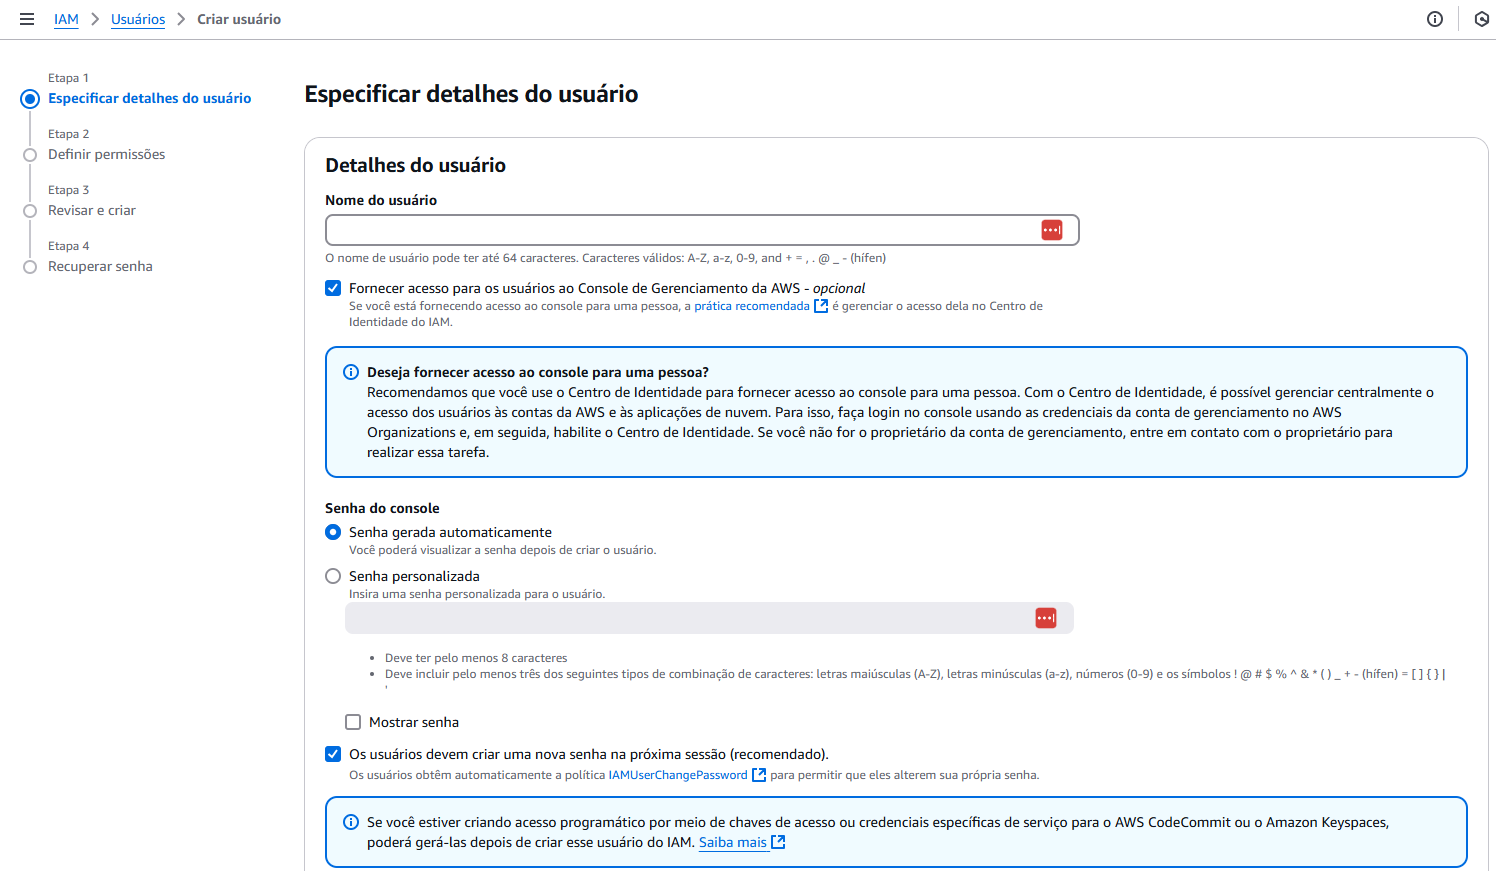 IAM > Usuários > Criar usuário
Etapa 1
Especificar detalhes do usuário
Etapa 2
Definir permissões
Etapa 3
Revisar e criar
Etapa 4
Recuperar senha
Especificar detalhes do usuário
Detalhes do usuário
Nome do usuário
O nome de usuário pode ter até 64 caracteres. Caracteres válidos: A-Z, a-z, 0-9, and + = , . @ _ - (hífen)
Fornecer acesso para os usuários ao Console de Gerenciamento da AWS - opcional
Se você está fornecendo acesso ao console para uma pessoa, a prática recomendada é gerenciar o acesso dela no Centro de
Identidade do IAM.
Deseja fornecer acesso ao console para uma pessoa?
Recomendamos que você use o Centro de Identidade para fornecer acesso ao console para uma pessoa. Com o Centro de Identidade, é possível gerenciar centralmente o
acesso dos usuários às contas da AWS e às aplicações de nuvem. Para isso, faça login no console usando as credenciais da conta de gerenciamento no AWS
Organizations e, em seguida, habilite o Centro de Identidade. Se você não for o proprietário da conta de gerenciamento, entre em contato com o proprietário para
realizar essa tarefa.
Senha do console
Senha gerada automaticamente
Você poderá visualizar a senha depois de criar o usuário.
Senha personalizada
Insira uma senha personalizada para o usuário.
• Deve ter pelo menos 8 caracteres
• Deve incluir pelo menos três dos seguintes tipos de combinação de caracteres: letras maiúsculas (A-Z), letras minúsculas (a-z), números (0-9) e os símbolos ! @ # $ % ^ & * ( ) _ + - (hífen) = [ ] { } |
'
Mostrar senha
Os usuários devem criar uma nova senha na próxima sessão (recomendado).
Os usuários obtêm automaticamente a política IAMUserChangePassword para permitir que eles alterem sua própria senha.
Se você estiver criando acesso programático por meio de chaves de acesso ou credenciais específicas de serviço para o AWS CodeCommit ou o Amazon Keyspaces,
poderá gerá-las depois de criar esse usuário do IAM. Saiba mais